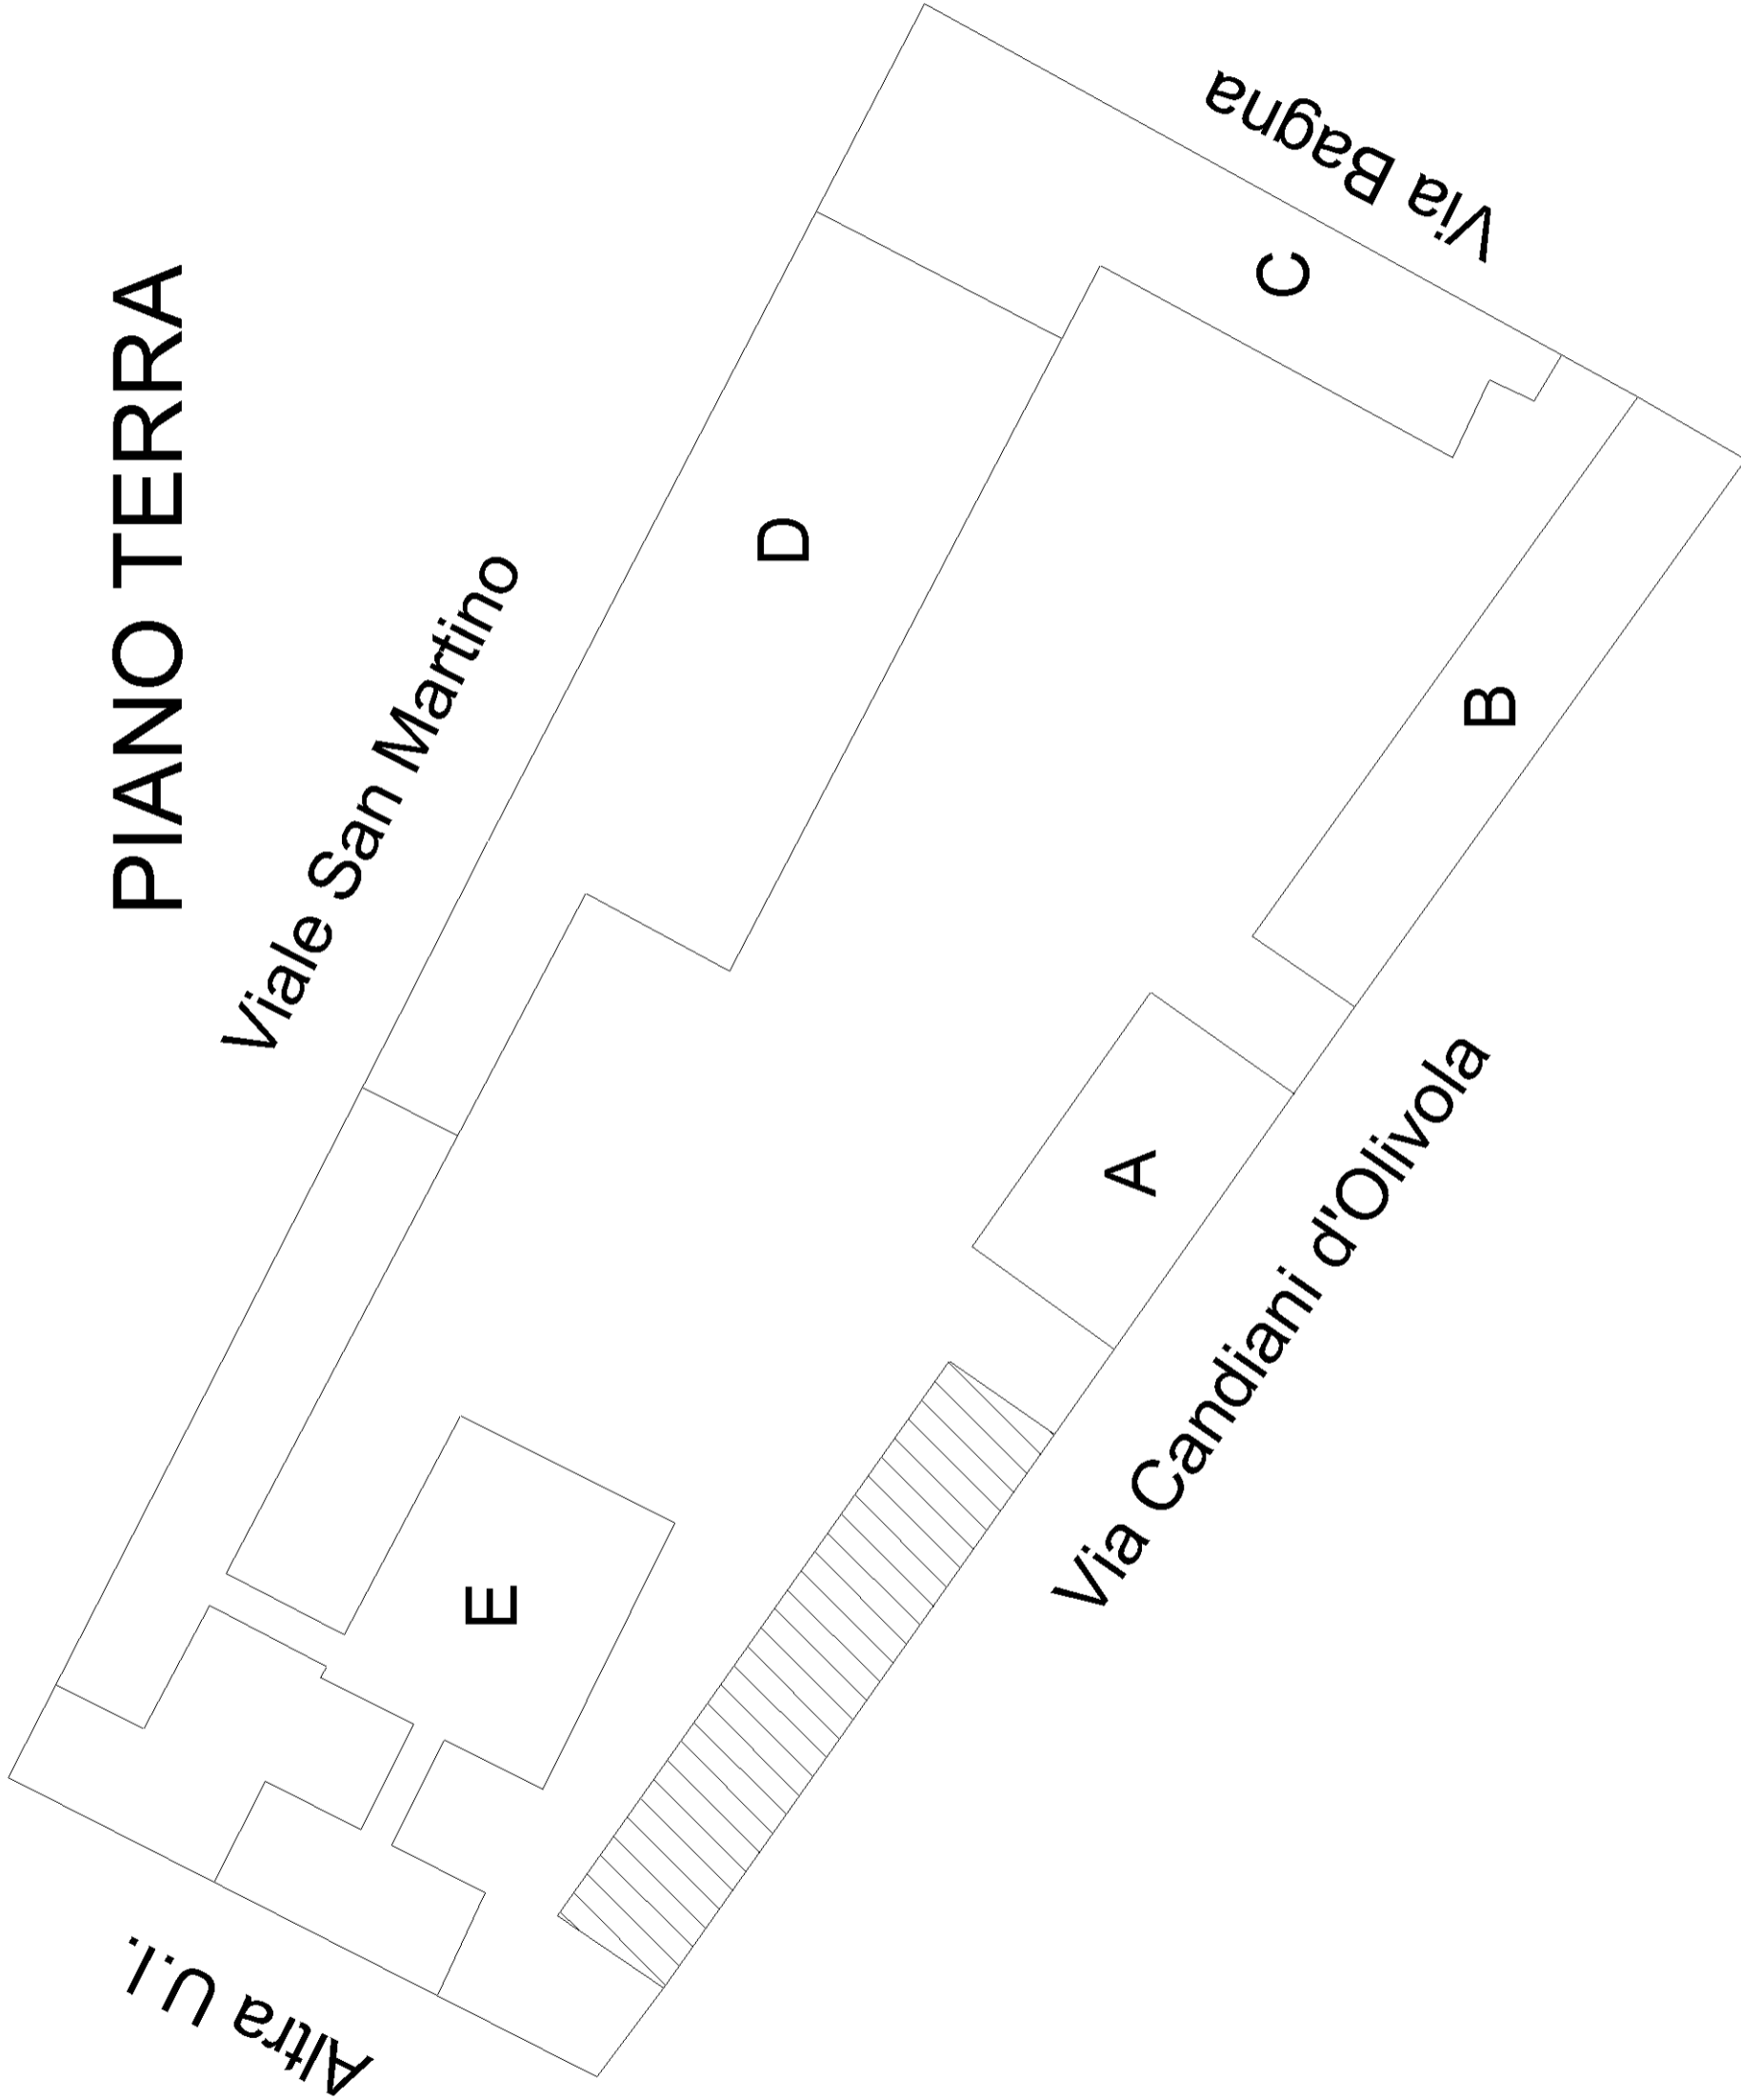 PIANO TERRA
Viale San Martino
Via Bagna
C
D
B
A
E
Via Candiani d'Olivola
Altra U.I.